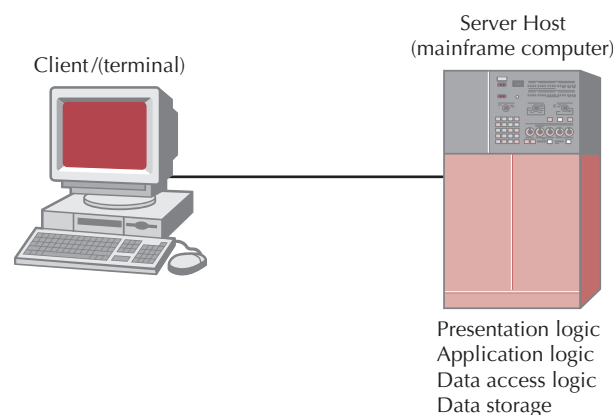 Server Host
(mainframe computer)
Client/(terminal)
Presentation logic
Application logic
Data access logic
Data storage